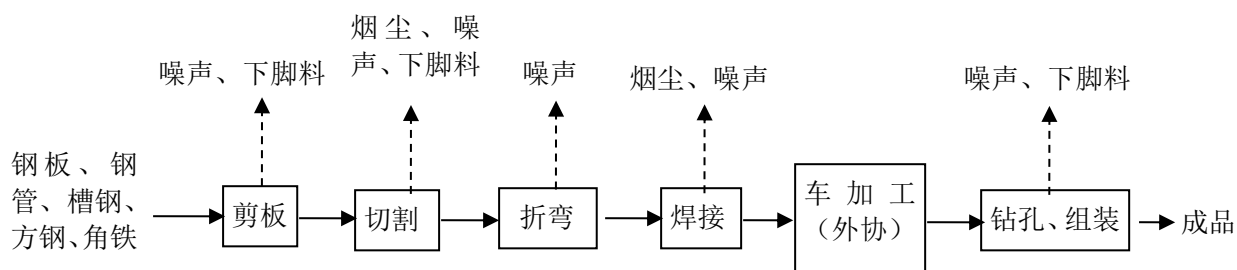 烟尘、噪
声、下脚料
噪声、下脚料
噪声
烟尘、噪声
噪声、下脚料
钢板、钢
管、槽钢、
方钢、角铁
剪板
切割
折弯
焊接
车加工
（外协）
钻孔、组装
成品